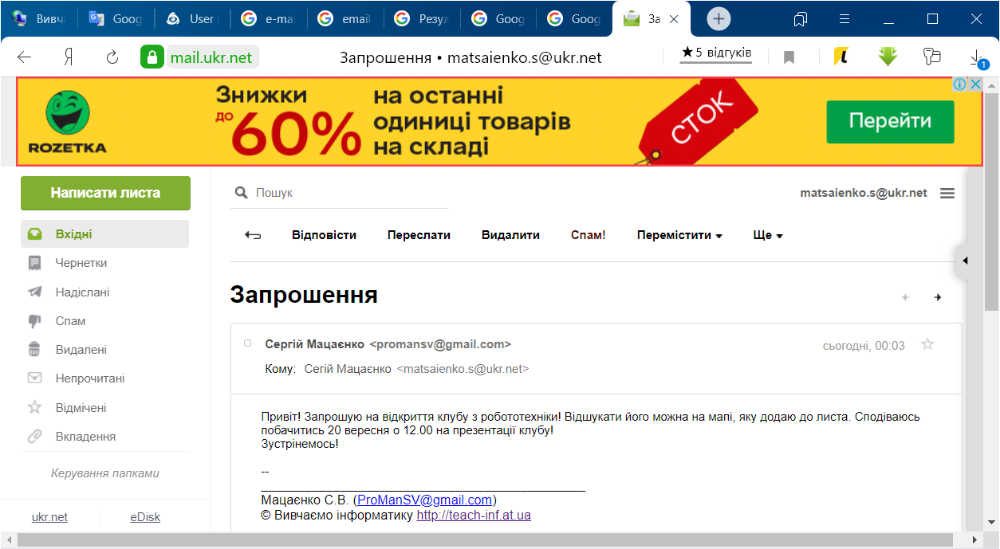 Вивча
Goog
User i
e-ma
email
Резул
Goog
Goog
За
Я
mail.ukr.net
Запрошення • matsaienko.s@ukr.net
★5 відгуків
1
ROZETKA
Знижки
до 60%
на останні
одиниці товарів
на складі
СТОК
Перейти
Написати листа
Пошук
matsaienko.s@ukr.net
Вхідні
Чернетки
Надіслані
Спам
Видалені
Непрочитані
Відмічені
Вкладення
Керування папками
ukr.net eDisk
Відповісти Переслати Видалити Спам! Перемістити Ще
Запрошення
Сергій Мацаєнко <promansv@gmail.com>
сьогодні, 00:03
Кому: Сегій Мацаєнко <matsaienko.s@ukr.net>
Привіт! Запрошую на відкриття клубу з робототехніки! Відшукати його можна на мапі, яку додаю до листа. Сподіваюсь
побачитись 20 вересня о 12.00 на презентації клубу!
Зустрінемось!
--
Мацаєнко С.В. (ProManSV@gmail.com)
© Вивчаємо інформатику http://teach-inf.at.ua